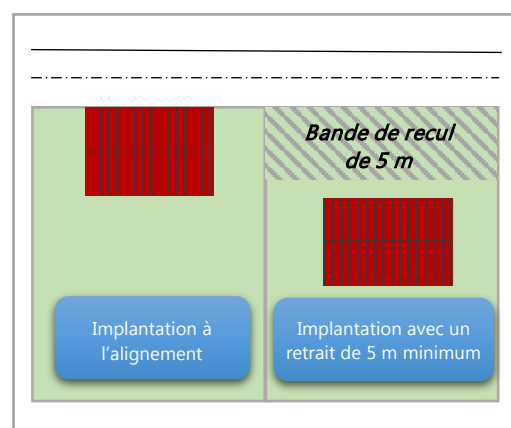 Bande de recul
de 5 m
Implantation à
l'alignement
Implantation avec un
retrait de 5 m minimum